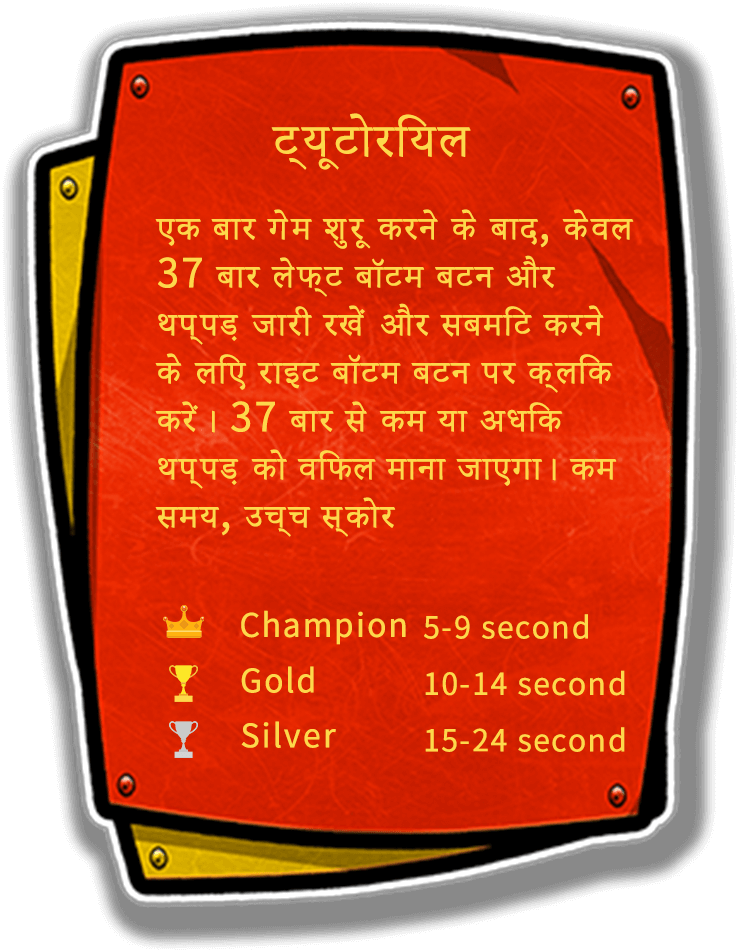 ट्यूटोरयिल
एक बार गेम शुरू करने के बाद, केवल
37 बार लेफ्ट बॉटम बटन और
थप्पड़ जारी रखें और सबमटि करने
के लएि राइट बॉटम बटन पर क्लकि
करें। 37 बार से कम या अधकि
थप्पड़ को वफिल माना जाएगा। कम
समय, उच्च स्कोर
Champion 5-9 second
Gold 10-14 second
Silver 15-24 second